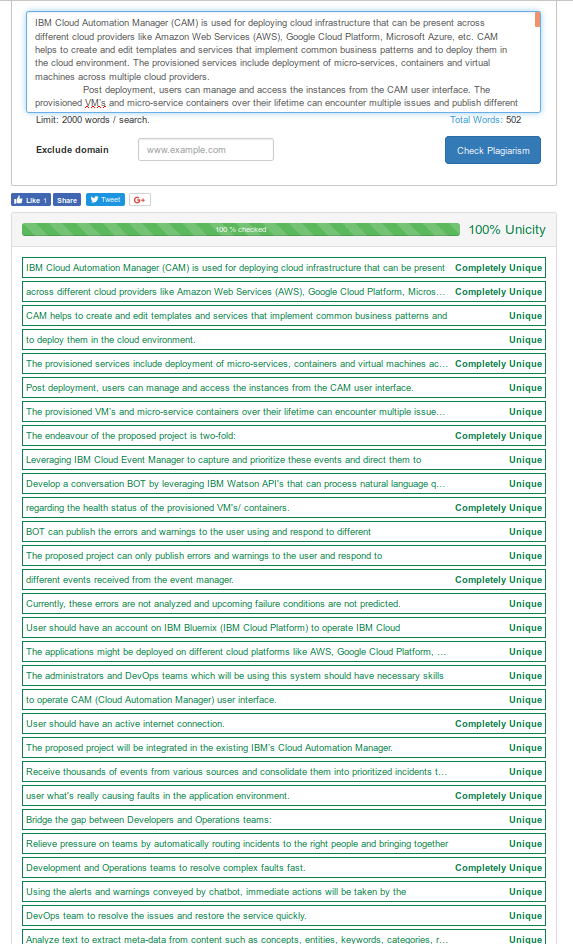 IBM Cloud Automation Manager (CAM) is used for deploying cloud infrastructure that can be present across
different cloud providers like Amazon Web Services (AWS), Google Cloud Platform, Microsoft Azure, etc. CAM
helps to create and edit templates and services that implement common business patterns and to deploy them in
the cloud environment. The provisioned services include deployment of micro-services, containers and virtual
machines across multiple cloud providers.
Post deployment, users can manage and access the instances from the CAM user interface. The
provisioned VM's and micro-service containers over their lifetime can encounter multiple issues and publish different
Limit: 2000 words / search. Total Words: 502
Exclude domain www.example.com Check Plagiarism
Like 1 Share Tweet G+
100 % checked 100% Unicity
IBM Cloud Automation Manager (CAM) is used for deploying cloud infrastructure that can be present Completely Unique
across different cloud providers like Amazon Web Services (AWS), Google Cloud Platform, Micros... Completely Unique
CAM helps to create and edit templates and services that implement common business patterns and Unique
to deploy them in the cloud environment. Unique
The provisioned services include deployment of micro-services, containers and virtual machines ac... Completely Unique
Post deployment, users can manage and access the instances from the CAM user interface. Unique
The provisioned VM's and micro-service containers over their lifetime can encounter multiple issue... Unique
The endeavour of the proposed project is two-fold: Completely Unique
Leveraging IBM Cloud Event Manager to capture and prioritize these events and direct them to Unique
Develop a conversation BOT by leveraging IBM Watson API's that can process natural language q... Unique
regarding the health status of the provisioned VM's/ containers. Completely Unique
BOT can publish the errors and warnings to the user using and respond to different Unique
The proposed project can only publish errors and warnings to the user and respond to Unique
different events received from the event manager. Completely Unique
Currently, these errors are not analyzed and upcoming failure conditions are not predicted. Unique
User should have an account on IBM Bluemix (IBM Cloud Platform) to operate IBM Cloud Unique
The applications might be deployed on different cloud platforms like AWS, Google Cloud Platform, ... Unique
The administrators and DevOps teams which will be using this system should have necessary skills Unique
to operate CAM (Cloud Automation Manager) user interface. Unique
User should have an active internet connection. Completely Unique
The proposed project will be integrated in the existing IBM's Cloud Automation Manager. Unique
Receive thousands of events from various sources and consolidate them into prioritized incidents t... Unique
user what's really causing faults in the application environment. Completely Unique
Bridge the gap between Developers and Operations teams: Unique
Relieve pressure on teams by automatically routing incidents to the right people and bringing together Unique
Development and Operations teams to resolve complex faults fast. Completely Unique
Using the alerts and warnings conveyed by chatbot, immediate actions will be taken by the Unique
DevOps team to resolve the issues and restore the service quickly. Unique
Analyze text to extract meta-data from content such as concepts, entities, keywords, categories, r... Unique